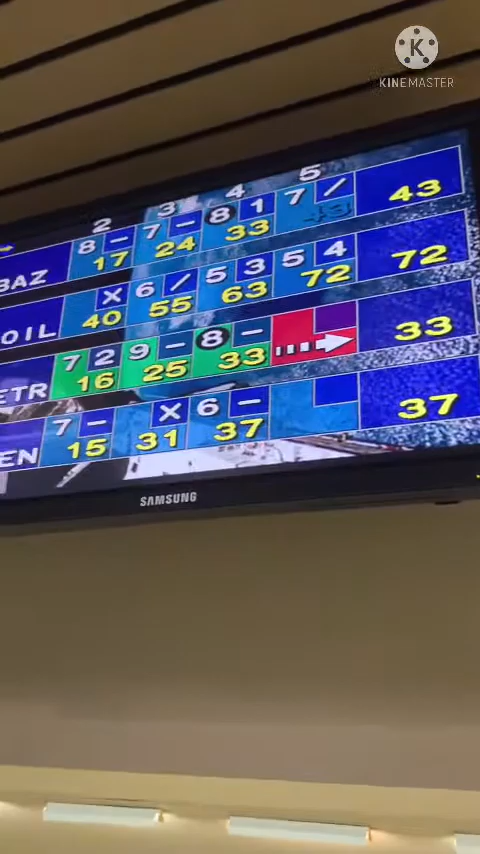 K
KINEMASTER
2 3 4 5
8 - 7 - 8 1 7 /
BAZ 17 24 33 43 43
X 6 / 5 3 5 4
OIL 40 55 63 72 72
7 2 9 - 8 -
ETR 16 25 33 33
7 - X 6 -
EN 15 31 37 37
SAMSUNG